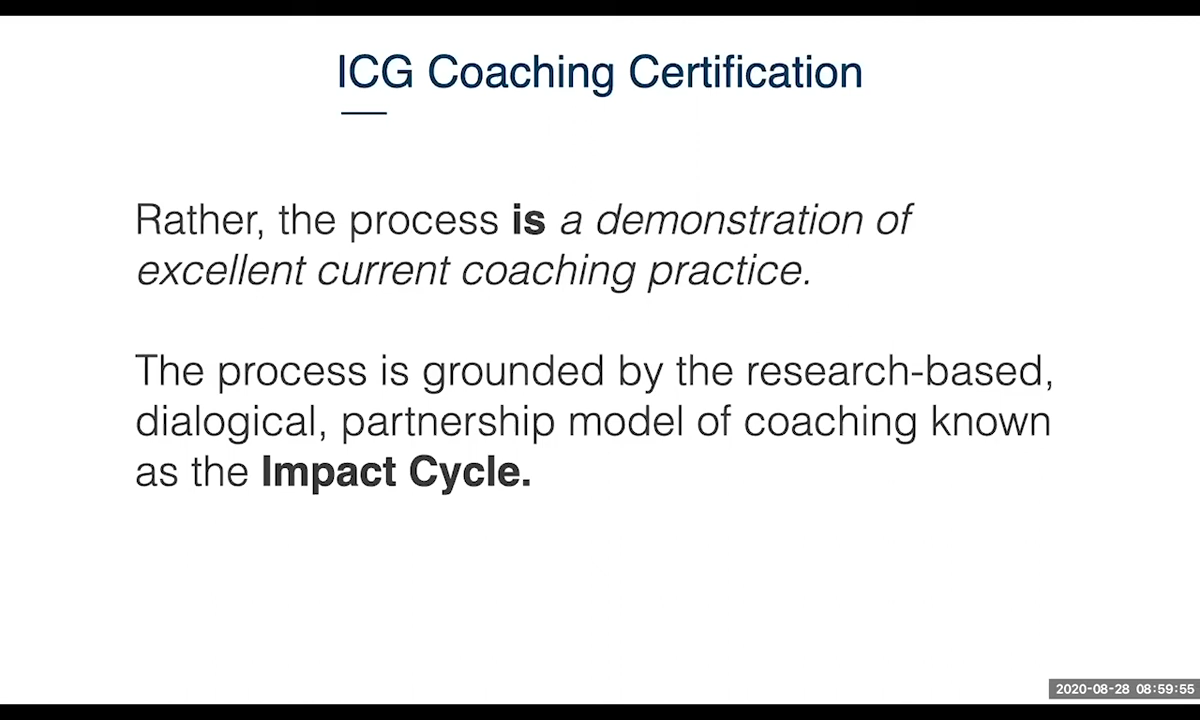 ICG Coaching Certification
Rather, the process is a demonstration of
excellent current coaching practice.
The process is grounded by the research-based,
dialogical, partnership model of coaching known
as the Impact Cycle.
2020-08-28 08:59:55